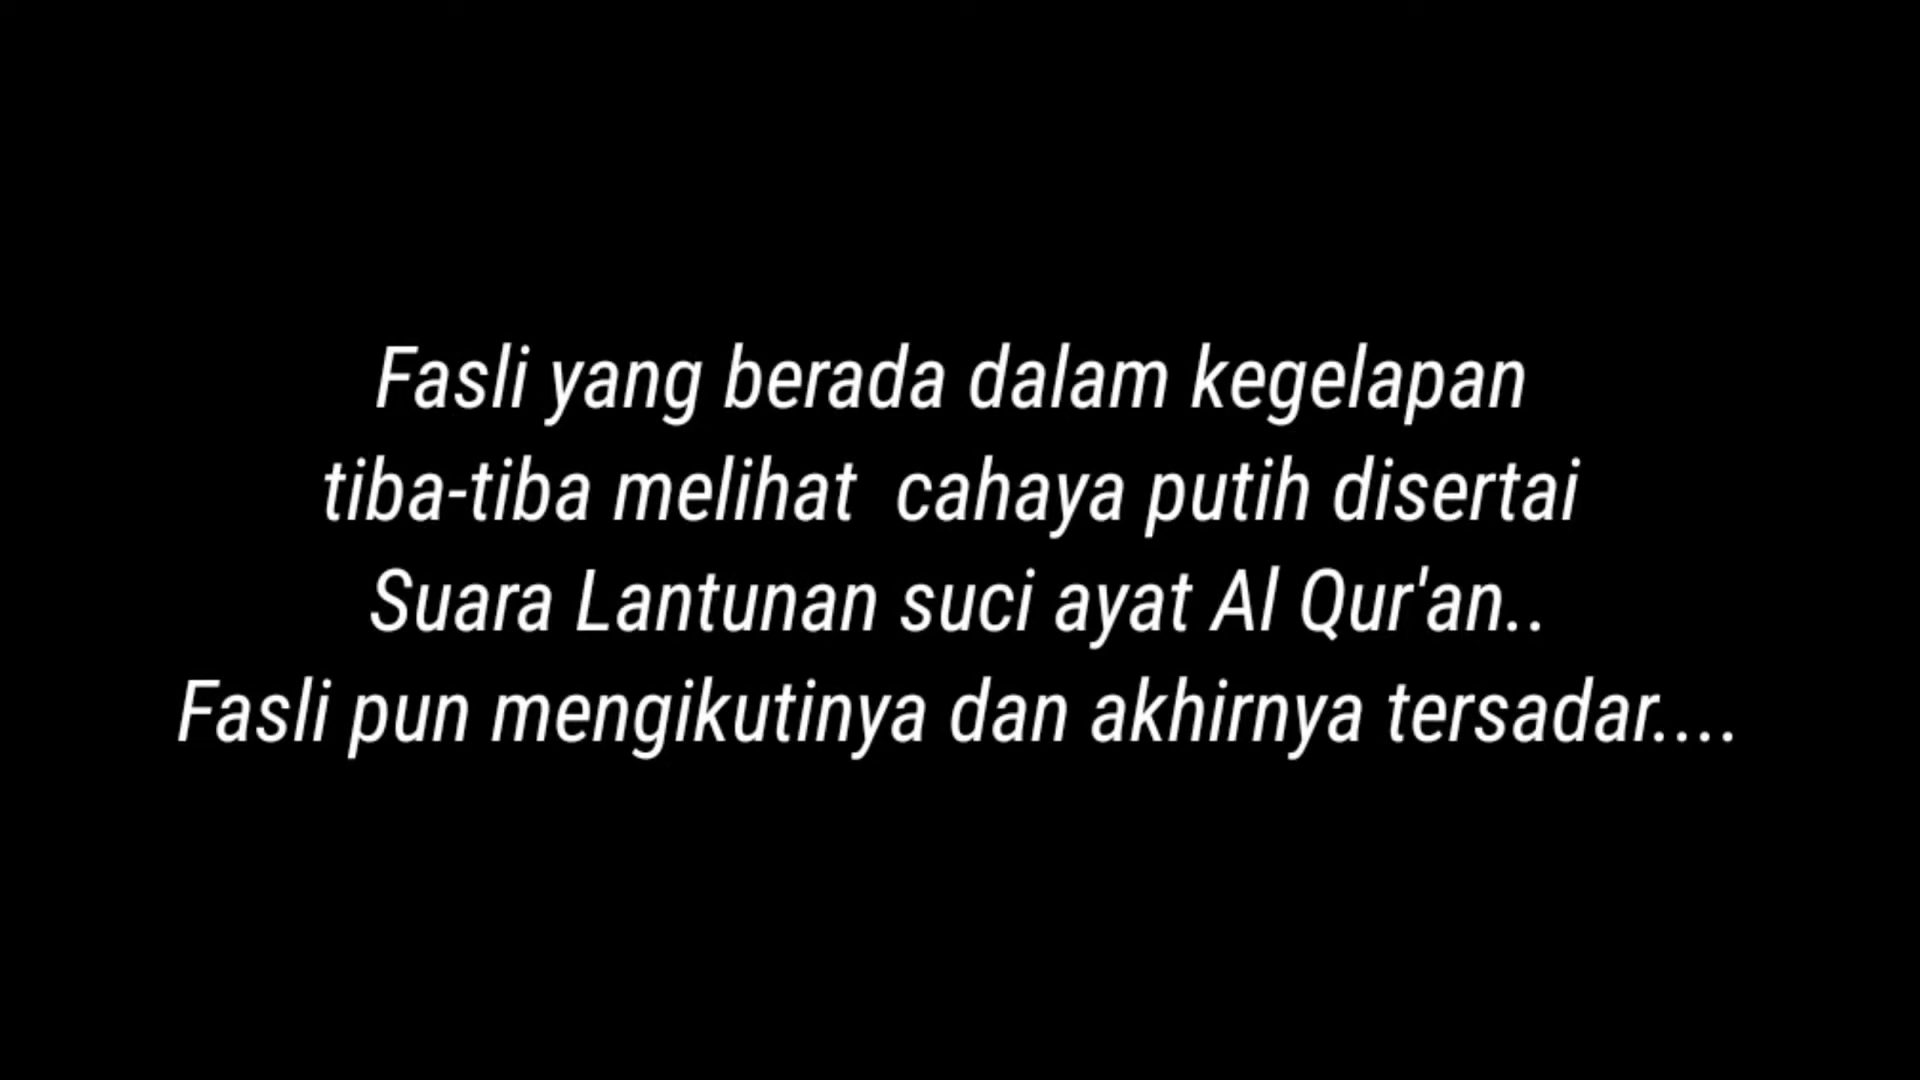 Fasli yang berada dalam kegelapan
tiba-tiba melihat  cahaya putih disertai
Suara Lantunan suci ayat Al Qur'an..
Fasli pun mengikutinya dan akhirnya tersadar....